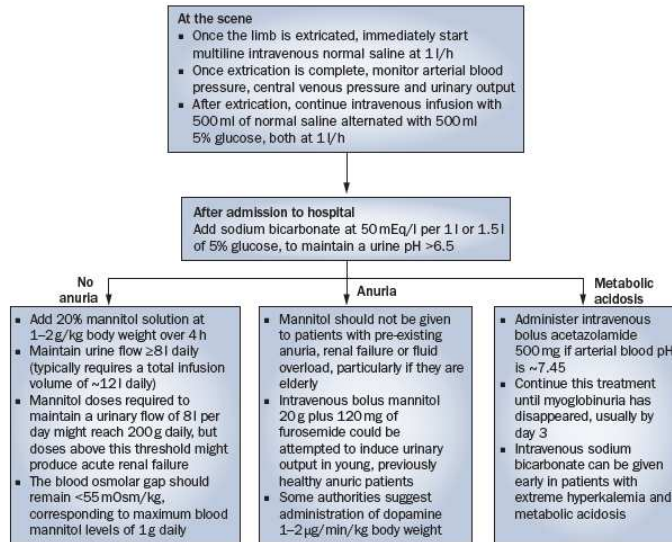 At the scene
▪ Once the limb is extricated, immediately start
multiline intravenous normal saline at 1 l/h
▪ Once extrication is complete, monitor arterial blood
pressure, central venous pressure and urinary output
▪ After extrication, continue intravenous infusion with
500 ml of normal saline alternated with 500 ml
5% glucose, both at 1 l/h
After admission to hospital
Add sodium bicarbonate at 50 mEq/l per 1 l or 1.5 l
of 5% glucose, to maintain a urine pH >6.5
No
anuria
▪ Add 20% mannitol solution at
1–2 g/kg body weight over 4 h
▪ Maintain urine flow ≥8 l daily
(typically requires a total infusion
volume of ~12 l daily)
▪ Mannitol doses required to
maintain a urinary flow of 8 l per
day might reach 200 g daily, but
doses above this threshold might
produce acute renal failure
▪ The blood osmolar gap should
remain <55 mOsm/kg,
corresponding to maximum blood
mannitol levels of 1 g daily
Anuria
▪ Mannitol should not be given
to patients with pre-existing
anuria, renal failure or fluid
overload, particularly if they are
elderly
▪ Intravenous bolus mannitol
20 g plus 120 mg of
furosemide could be
attempted to induce urinary
output in young, previously
healthy anuric patients
▪ Some authorities suggest
administration of dopamine
1–2 μg/min/kg body weight
Metabolic
acidosis
▪ Administer intravenous
bolus acetazolamide
500 mg if arterial blood pH
is ~7.45
▪ Continue this treatment
until myoglobinuria has
disappeared, usually by
day 3
▪ Intravenous sodium
bicarbonate can be given
early in patients with
extreme hyperkalemia and
metabolic acidosis